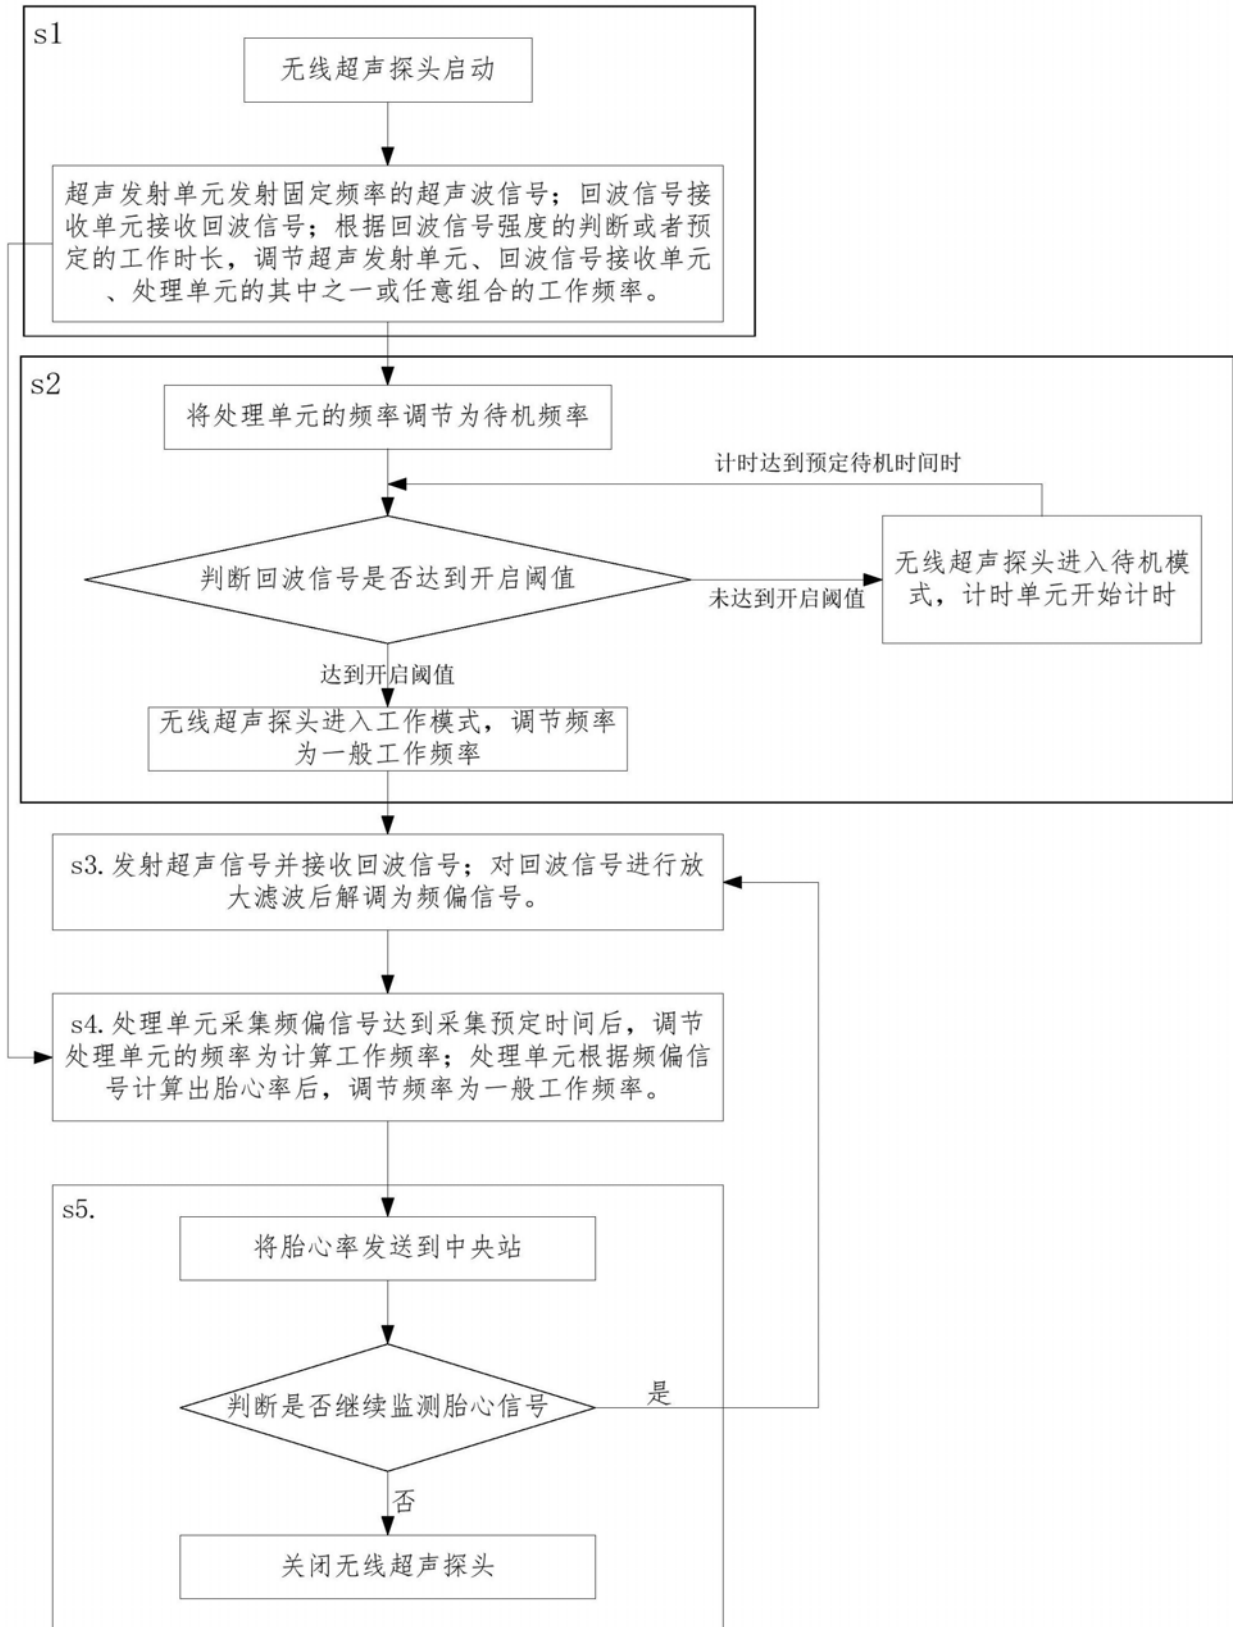 s1
无线超声探头启动
超声发射单元发射固定频率的超声波信号；回波信号接
收单元接收回波信号；根据回波信号强度的判断或者预
定的工作时长，调节超声发射单元、回波信号接收单元
、处理单元的其中之一或任意组合的工作频率。
s2
将处理单元的频率调节为待机频率
计时达到预定待机时间时
判断回波信号是否达到开启阈值
未达到开启阈值
无线超声探头进入待机模
式，计时单元开始计时
达到开启阈值
无线超声探头进入工作模式，调节频率
为一般工作频率
s3.发射超声信号并接收回波信号；对回波信号进行放
大滤波后解调为频偏信号。
s4.处理单元采集频偏信号达到采集预定时间后，调节
处理单元的频率为计算工作频率；处理单元根据频偏信
号计算出胎心率后，调节频率为一般工作频率。
s5.
将胎心率发送到中央站
判断是否继续监测胎心信号
是
否
关闭无线超声探头